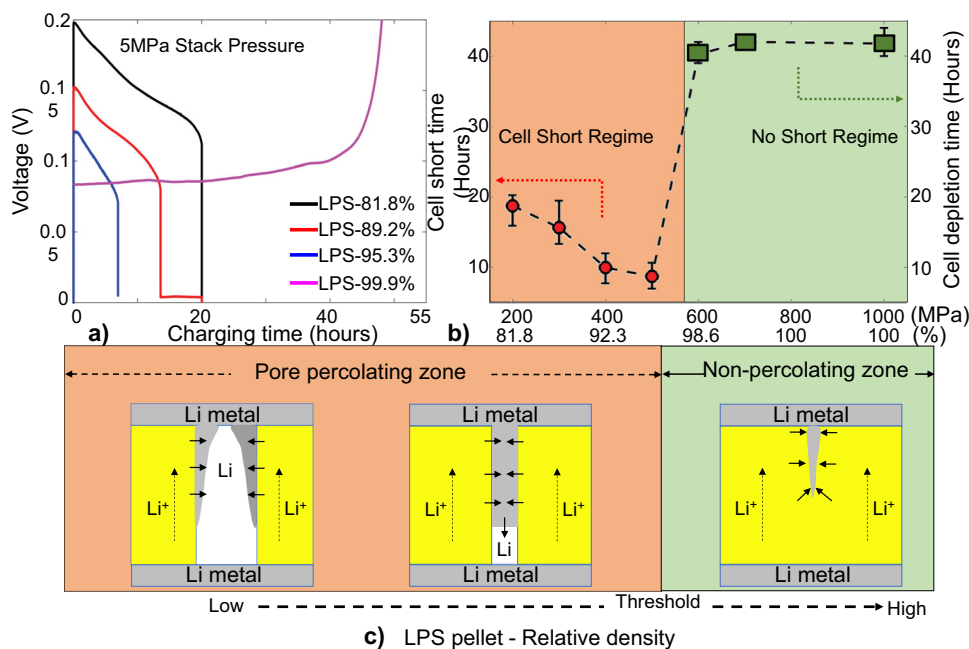 0.2
0.1
5
0.1
0.0
5
0
Voltage (V)
5MPa Stack Pressure
LPS-81.8%
LPS-89.2%
LPS-95.3%
LPS-99.9%
0 20 40 55
a) Charging time (hours)
Cell short time
(Hours)
40
30
20
10
Cell Short Regime
No Short Regime
40
30
20
10
Cell depletion time (Hours)
200 400 600 800 1000 (MPa)
b) 81.8 92.3 98.6 100 100 (%)
Pore percolating zone
Non-percolating zone
Li metal
Li
Li+
Li+
Li metal
Li metal
Li+
Li
Li+
Li metal
Li metal
Li+
Li+
Li metal
Low Threshold High
c) LPS pellet - Relative density